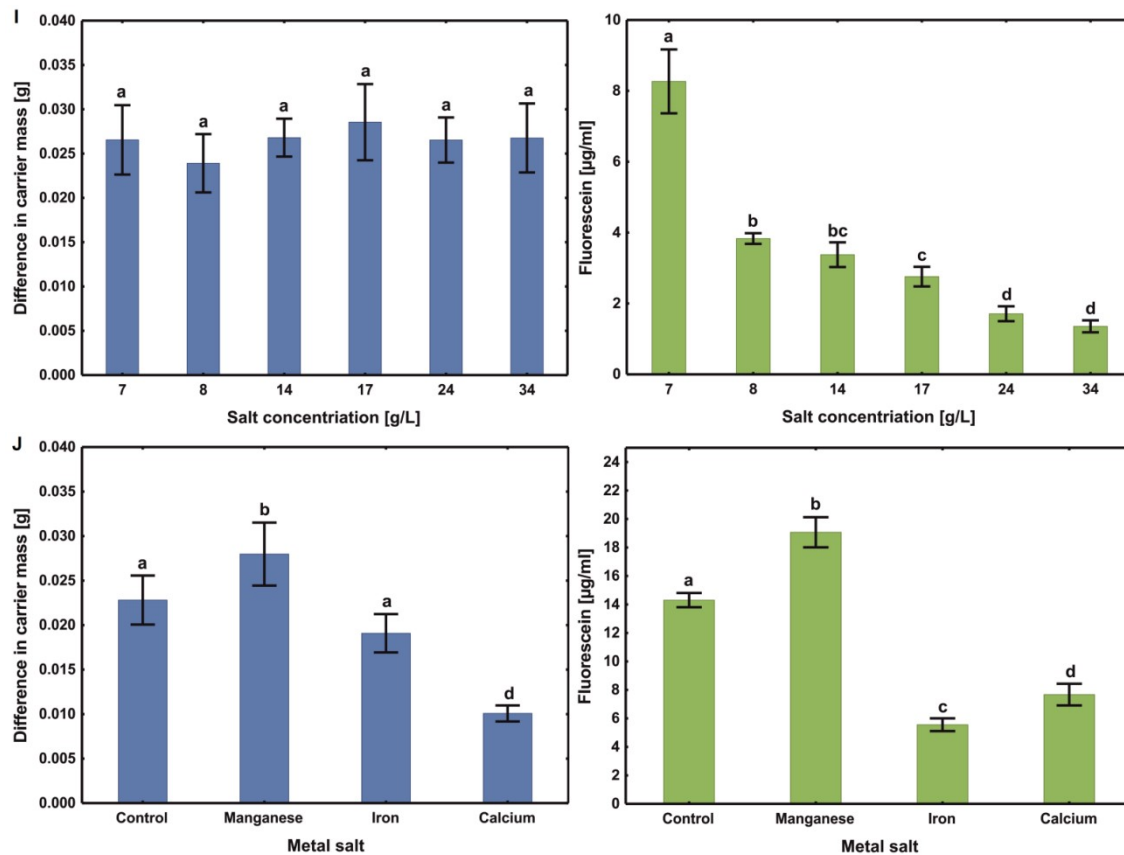 I
Difference in carrier mass [g]
0.040
0.035
0.030
0.025
0.020
0.015
0.010
0.005
0.000
a
a
a
a
a
a
7
8
14
17
24
34
Salt concentriation [g/L]
Fluorescein [µg/ml]
10
8
6
4
2
0
a
b
bc
c
d
d
7
8
14
17
24
34
Salt concentriation [g/L]
J
Difference in carrier mass [g]
0.040
0.035
0.030
0.025
0.020
0.015
0.010
0.005
0.000
a
b
a
d
Control
Manganese
Iron
Calcium
Metal salt
Fluorescein [µg/ml]
24
22
20
18
16
14
12
10
8
6
4
2
0
a
b
c
d
Control
Manganese
Iron
Calcium
Metal salt